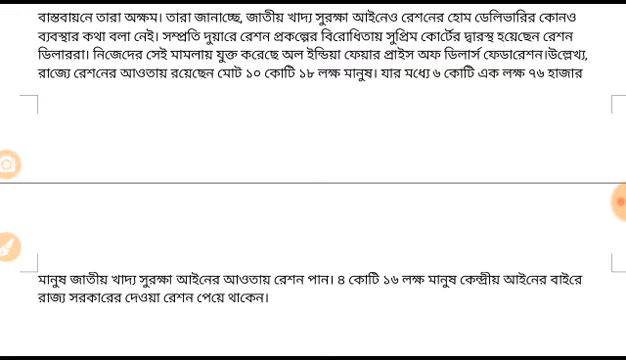 বাস্তবায়নে তারা অক্ষম। তারা জানাচ্ছে, জাতীয় খাদ্য সুরক্ষা আইনেও রেশনের হোম ডেলিভারির কোনও
ব্যবস্থার কথা বলা নেই। সম্প্রতি দুয়ারে রেশন প্রকল্পের বিরোধিতায় সুপ্রিম কোর্টের দ্বারস্থ হয়েছেন রেশন
ডিলাররা। নিজেদের সেই মামলায় যুক্ত করেছে অল ইন্ডিয়া ফেয়ার প্রাইস অফ ডিলার্স ফেডারেশন।উল্লেখ্য,
রাজ্যে রেশনের আওতায় রয়েছেন মোট ১০ কোটি ১৮ লক্ষ মানুষ। যার মধ্যে ৬ কোটি এক লক্ষ ৭৬ হাজার
মানুষ জাতীয় খাদ্য সুরক্ষা আইনের আওতায় রেশন পান। ৪ কোটি ১৬ লক্ষ মানুষ কেন্দ্রীয় আইনের বাইরে
রাজ্য সরকারের দেওয়া রেশন পেয়ে থাকেন।